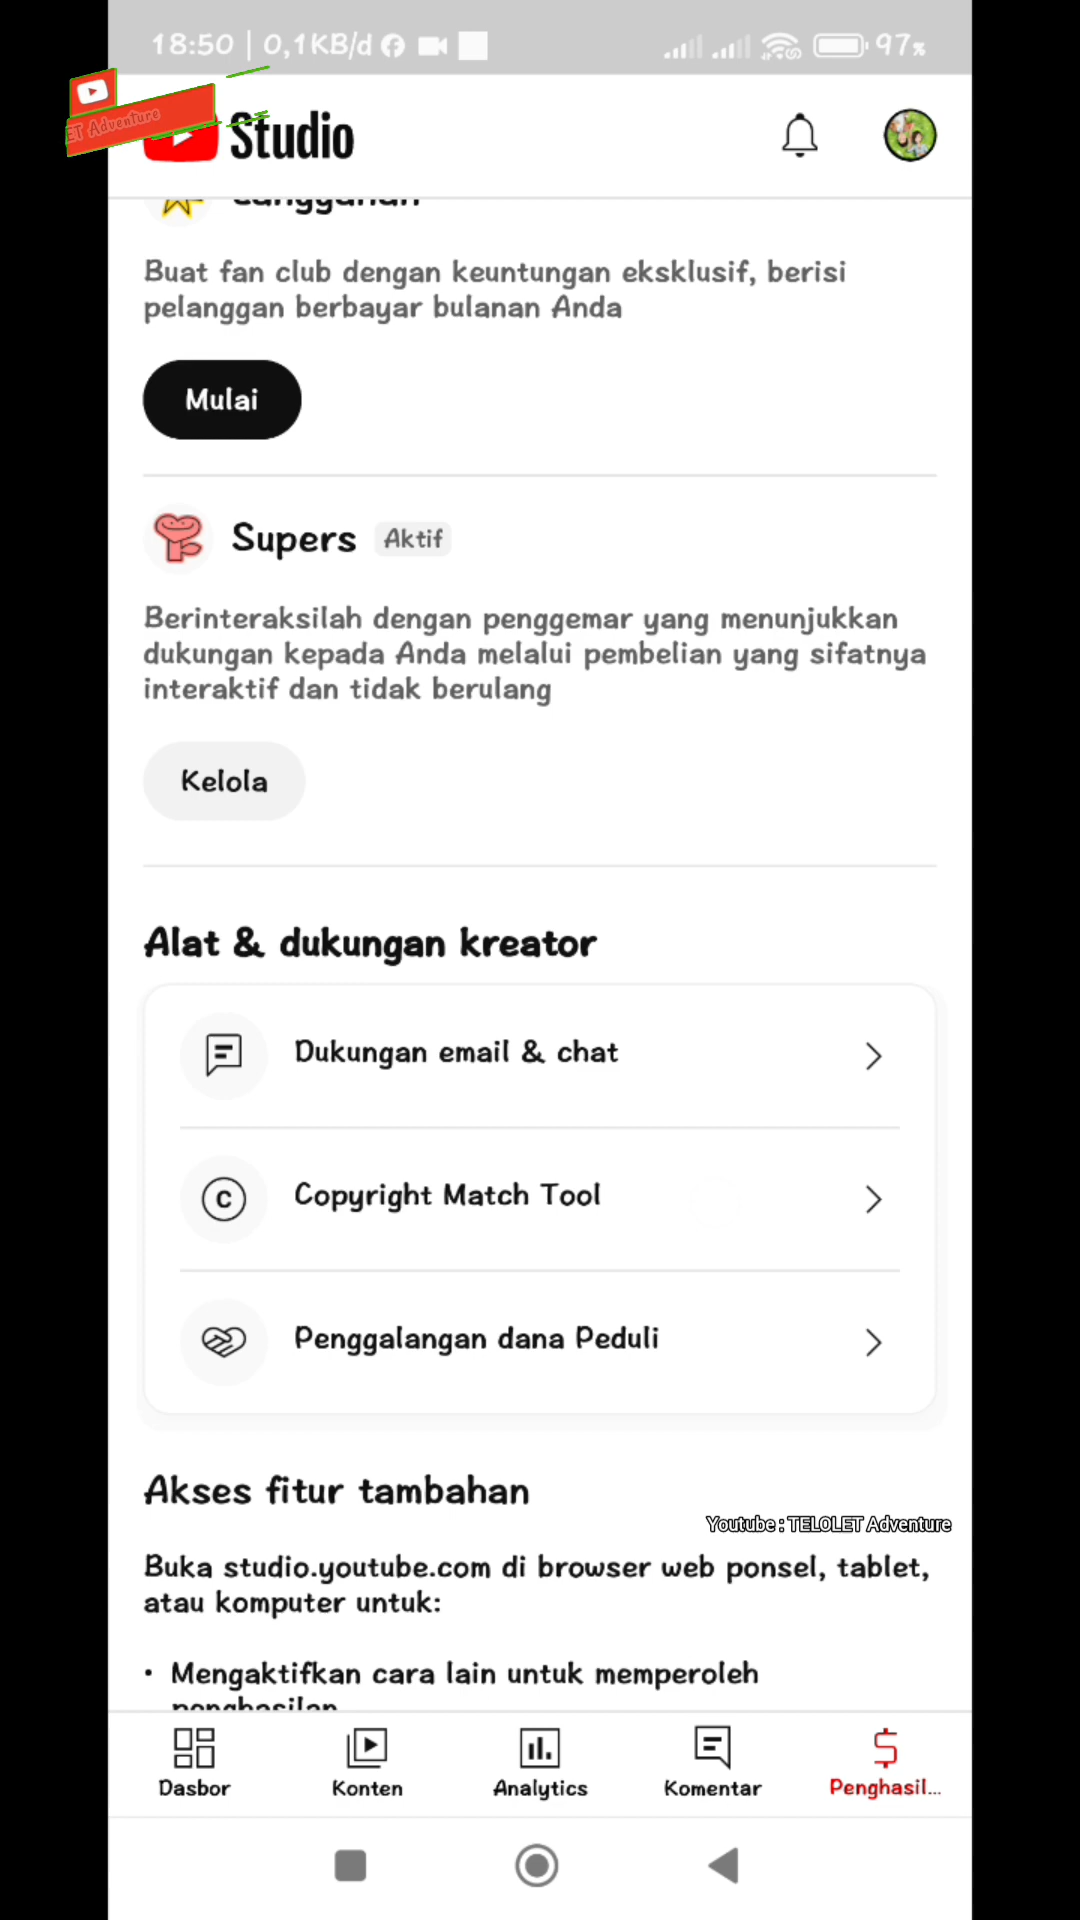 18:50 | 0,1KB/d 97%
ET Adventure
Studio
Langganan
Buat fan club dengan keuntungan eksklusif, berisi
pelanggan berbayar bulanan Anda
Mulai
Supers Aktif
Berinteraksilah dengan penggemar yang menunjukkan
dukungan kepada Anda melalui pembelian yang sifatnya
interaktif dan tidak berulang
Kelola
Alat & dukungan kreator
Dukungan email & chat
Copyright Match Tool
Penggalangan dana Peduli
Akses fitur tambahan
Youtube : TELOLET Adventure
Buka studio.youtube.com di browser web ponsel, tablet,
atau komputer untuk:
• Mengaktifkan cara lain untuk memperoleh
penghasilan
Dasbor Konten Analytics Komentar Penghasil...